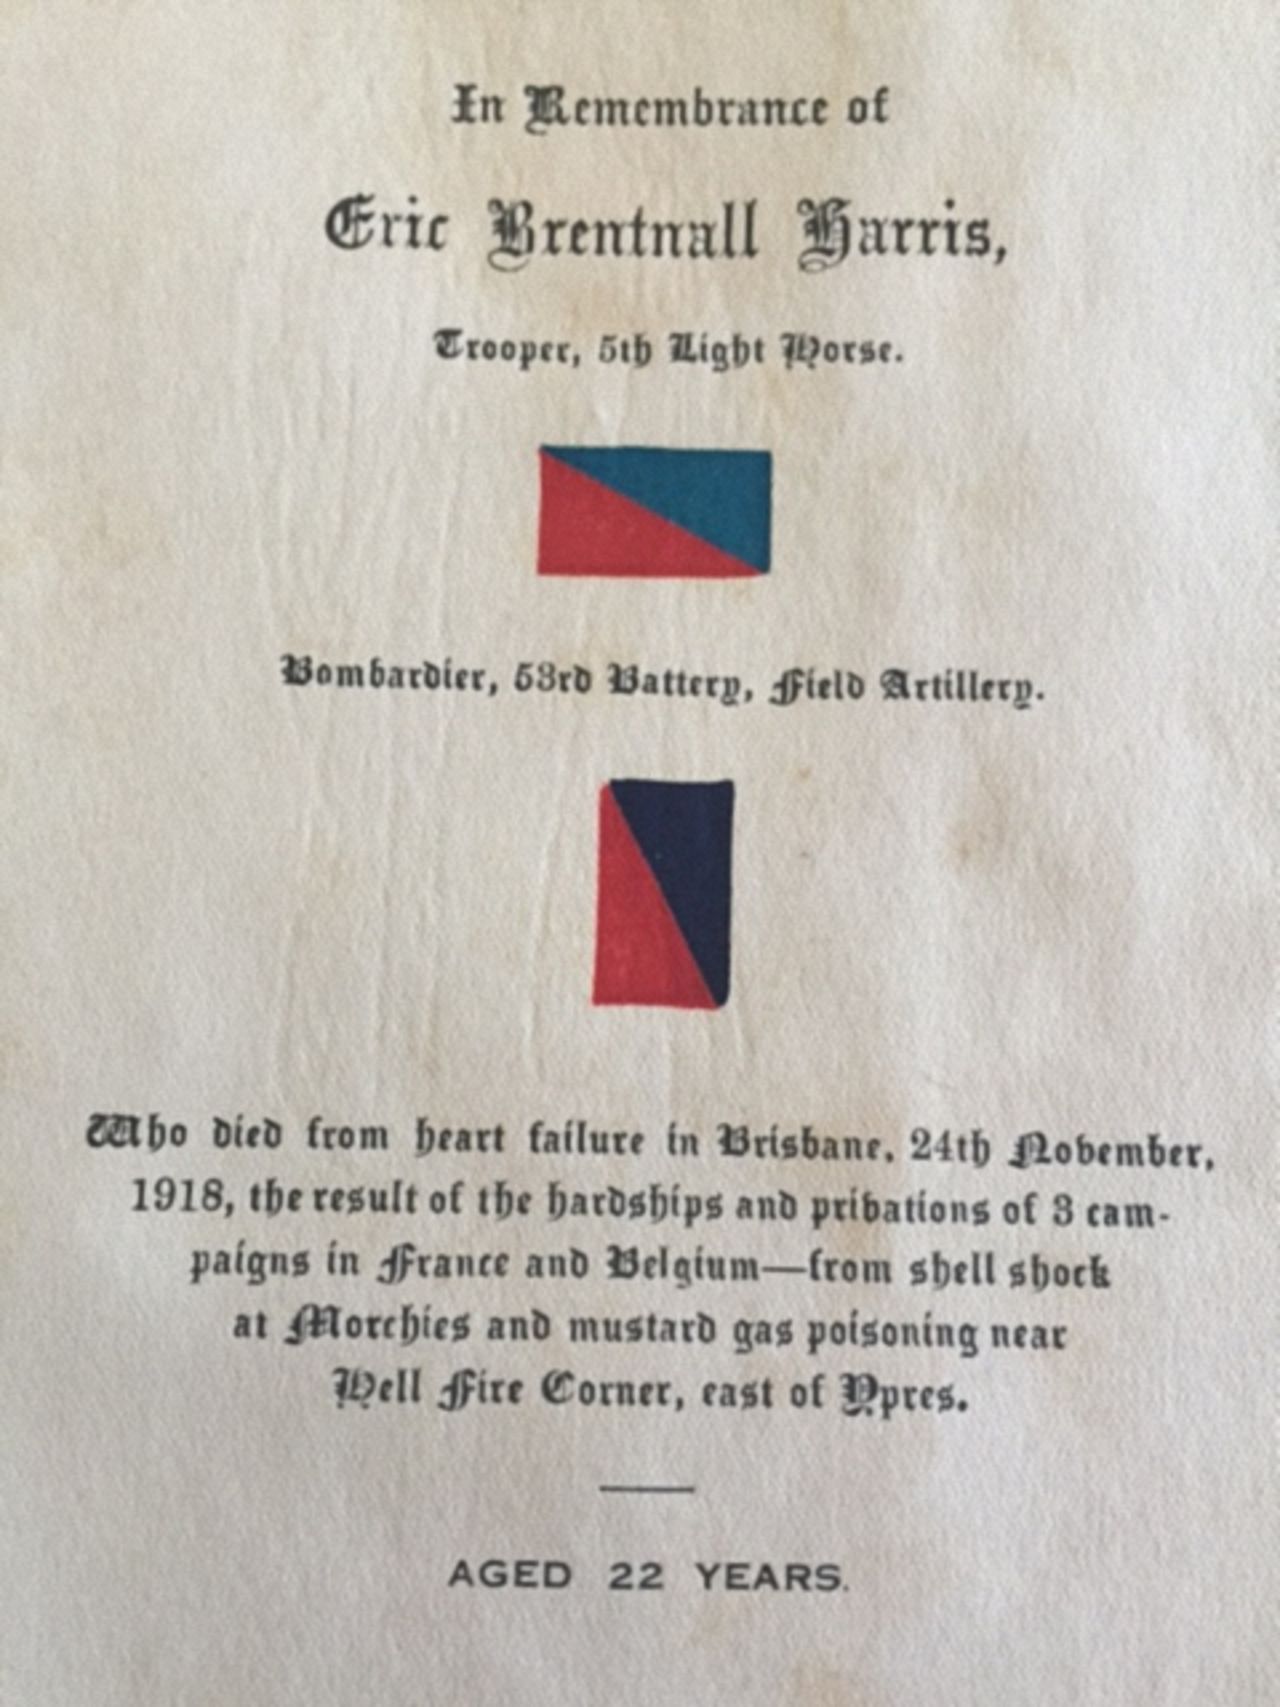 In Remembrance of
Eric Brentnall Harris,
Trooper, 5th Light Horse.
Bombardier, 53rd Battery, Field Artillery.
Who died from heart failure in Brisbane, 24th November,
1918, the result of the hardships and privations of 3 cam-
paigns in France and Belgium—from shell shock
at Morchies and mustard gas poisoning near
Hell Fire Corner, east of Ypres.
AGED 22 YEARS.